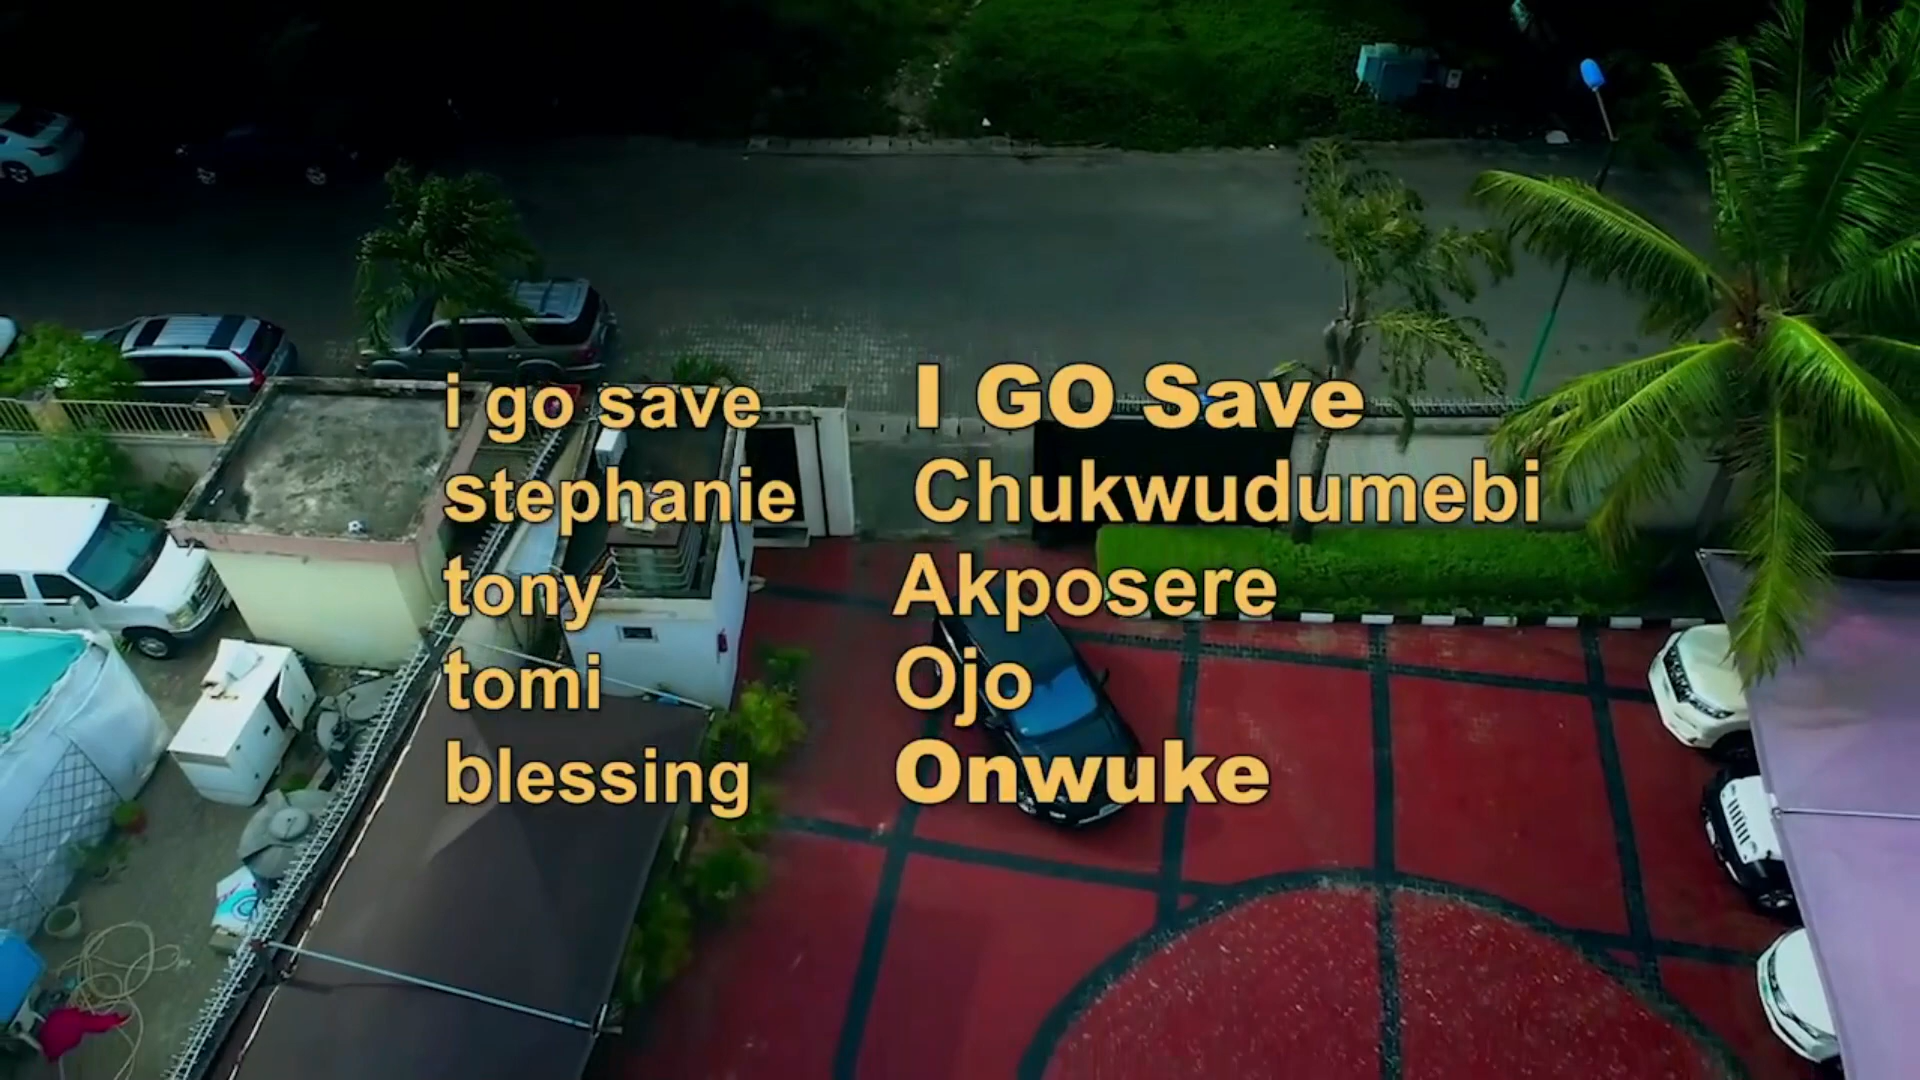 i go save I GO Save
stephanie Chukwudumebi
tony Akposere
tomi Ojo
blessing Onwuke